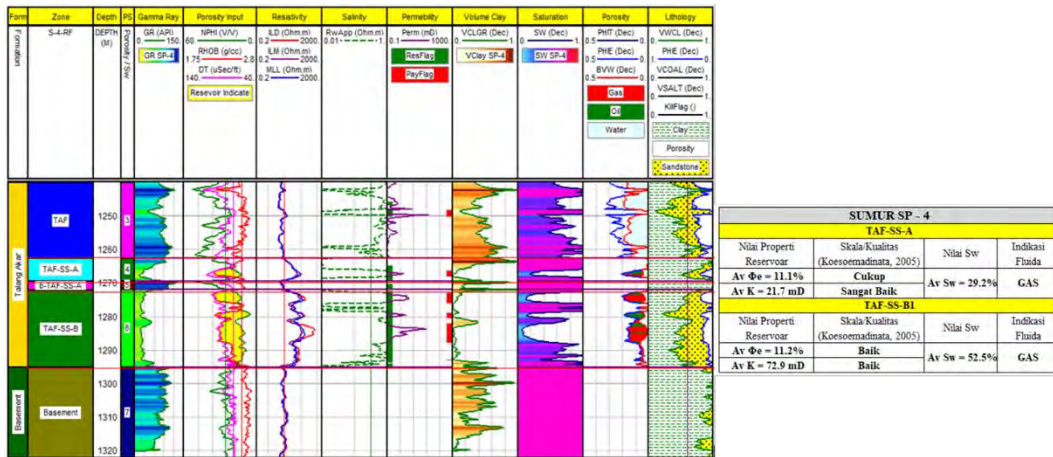 Form Zone Depth PS Gamma Ray Porosity Input Resistivity Salinity Permebility Volume Clay Saturation Porosity Lithology
Formation S-4-RF DEPTH (M) Porosity / Sw
GR (API)
0. 150.
GR SP-4
NPHI (V/V)
60. 0.
RHOB (g/cc)
1.75 2.8
DT (uSec/ft)
140. 40.
Resevoir Indicate
ILD (Ohm.m)
0.2 2000.
ILM (Ohm.m)
0.2 2000.
MLL (Ohm.m)
0.2 2000.
RwApp (Ohm.m)
0.01 1.
Perm (mD)
0.1 1000.
ResFlag
PayFlag
VCLGR (Dec)
0. 1.
VClay SP-4
SW (Dec)
1. 0.
SW SP-4
PHIT (Dec)
0.5 0.
PHE (Dec)
0.5 0.
BVW (Dec)
0.5 0.
Gas
Oil
Water
VWCL (Dec)
0. 1.
PHE (Dec)
1. 0.
VCOAL (Dec)
0. 1.
VSALT (Dec)
0. 1.
KilFlag ()
0. 1.
Clay
Porosity
Sandstone
Talang Akar
TAF
3
1250
1260
TAF-SS-A
4
1270
b-TAF-SS-A
5
TAF-SS-B
6
1280
1290
Basement
Basement
7
1300
1310
1320
SUMUR SP - 4
TAF-SS-A
Nilai Properti Reservoar
Skala/Kualitas (Koesoemadinata, 2005)
Nilai Sw
Indikasi Fluida
Av Φe = 11.1% Cukup
Av K = 21.7 mD Sangat Baik
Av Sw = 29.2% GAS
TAF-SS-B1
Nilai Properti Reservoar
Skala/Kualitas (Koesoemadinata, 2005)
Nilai Sw
Indikasi Fluida
Av Φe = 11.2% Baik
Av K = 72.9 mD Baik
Av Sw = 52.5% GAS